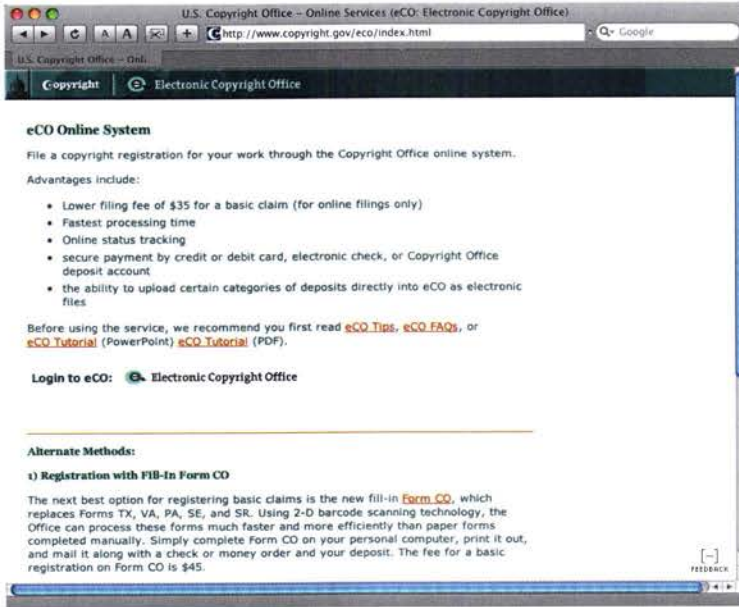 U.S. Copyright Office – Online Services (eCO: Electronic Copyright Office)
A A + http://www.copyright.gov/eco/index.html Google
U.S. Copyright Office – Onli
Copyright Electronic Copyright Office
eCO Online System
File a copyright registration for your work through the Copyright Office online system.
Advantages include:
• Lower filing fee of $35 for a basic claim (for online filings only)
• Fastest processing time
• Online status tracking
• secure payment by credit or debit card, electronic check, or Copyright Office
deposit account
• the ability to upload certain categories of deposits directly into eCO as electronic
files
Before using the service, we recommend you first read eCO Tips, eCO FAQs, or
eCO Tutorial (PowerPoint) eCO Tutorial (PDF).
Login to eCO: Electronic Copyright Office
Alternate Methods:
1) Registration with Fill-In Form CO
The next best option for registering basic claims is the new fill-in Form CO, which
replaces Forms TX, VA, PA, SE, and SR. Using 2-D barcode scanning technology, the
Office can process these forms much faster and more efficiently than paper forms
completed manually. Simply complete Form CO on your personal computer, print it out,
and mail it along with a check or money order and your deposit. The fee for a basic
registration on Form CO is $45.
[−]
FEEDBACK